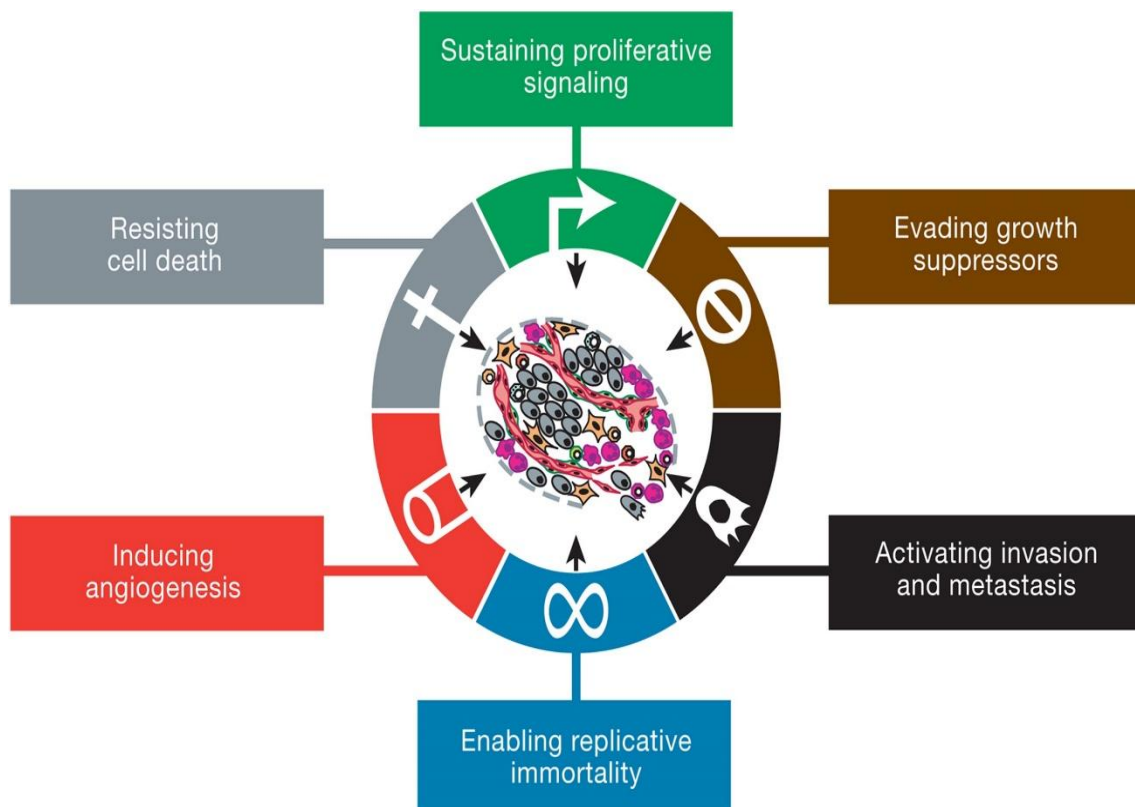 Sustaining proliferative
signaling
Resisting
cell death
Evading growth
suppressors
Inducing
angiogenesis
Activating invasion
and metastasis
Enabling replicative
immortality